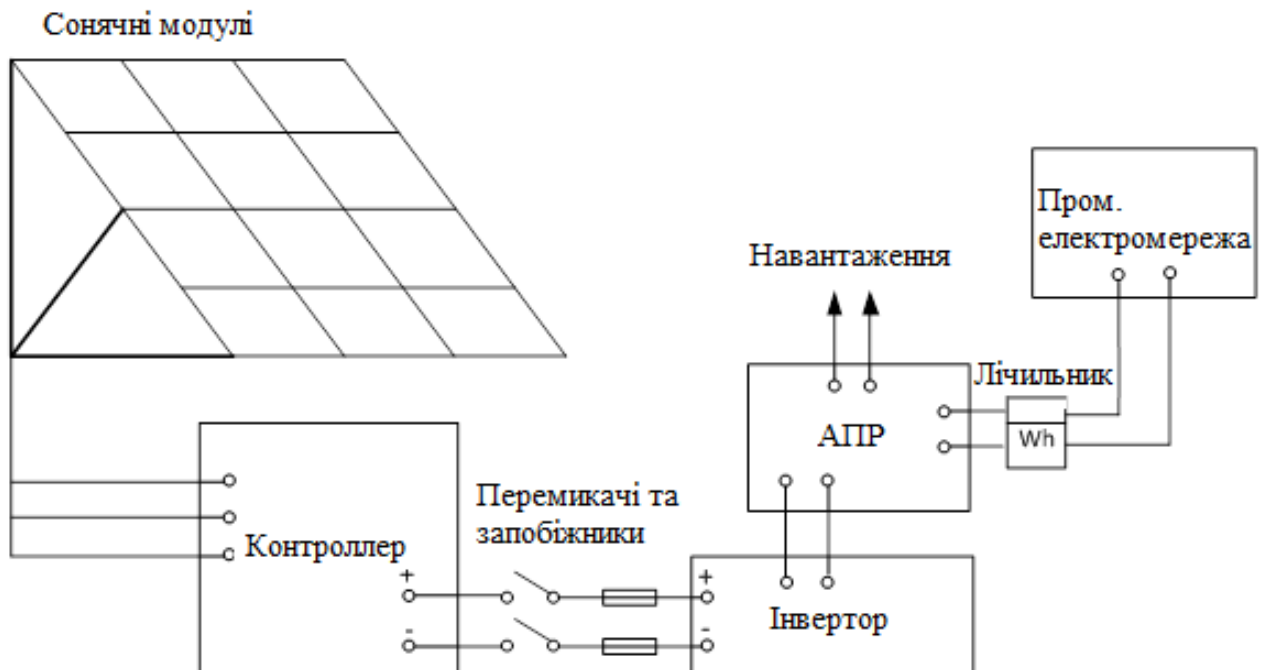 Сонячні модулі
Пром.
електромережа
Навантаження
Лічильник
АПР
Wh
Перемикачі та
запобіжники
Контроллер
+
+
-
-
Інвертор